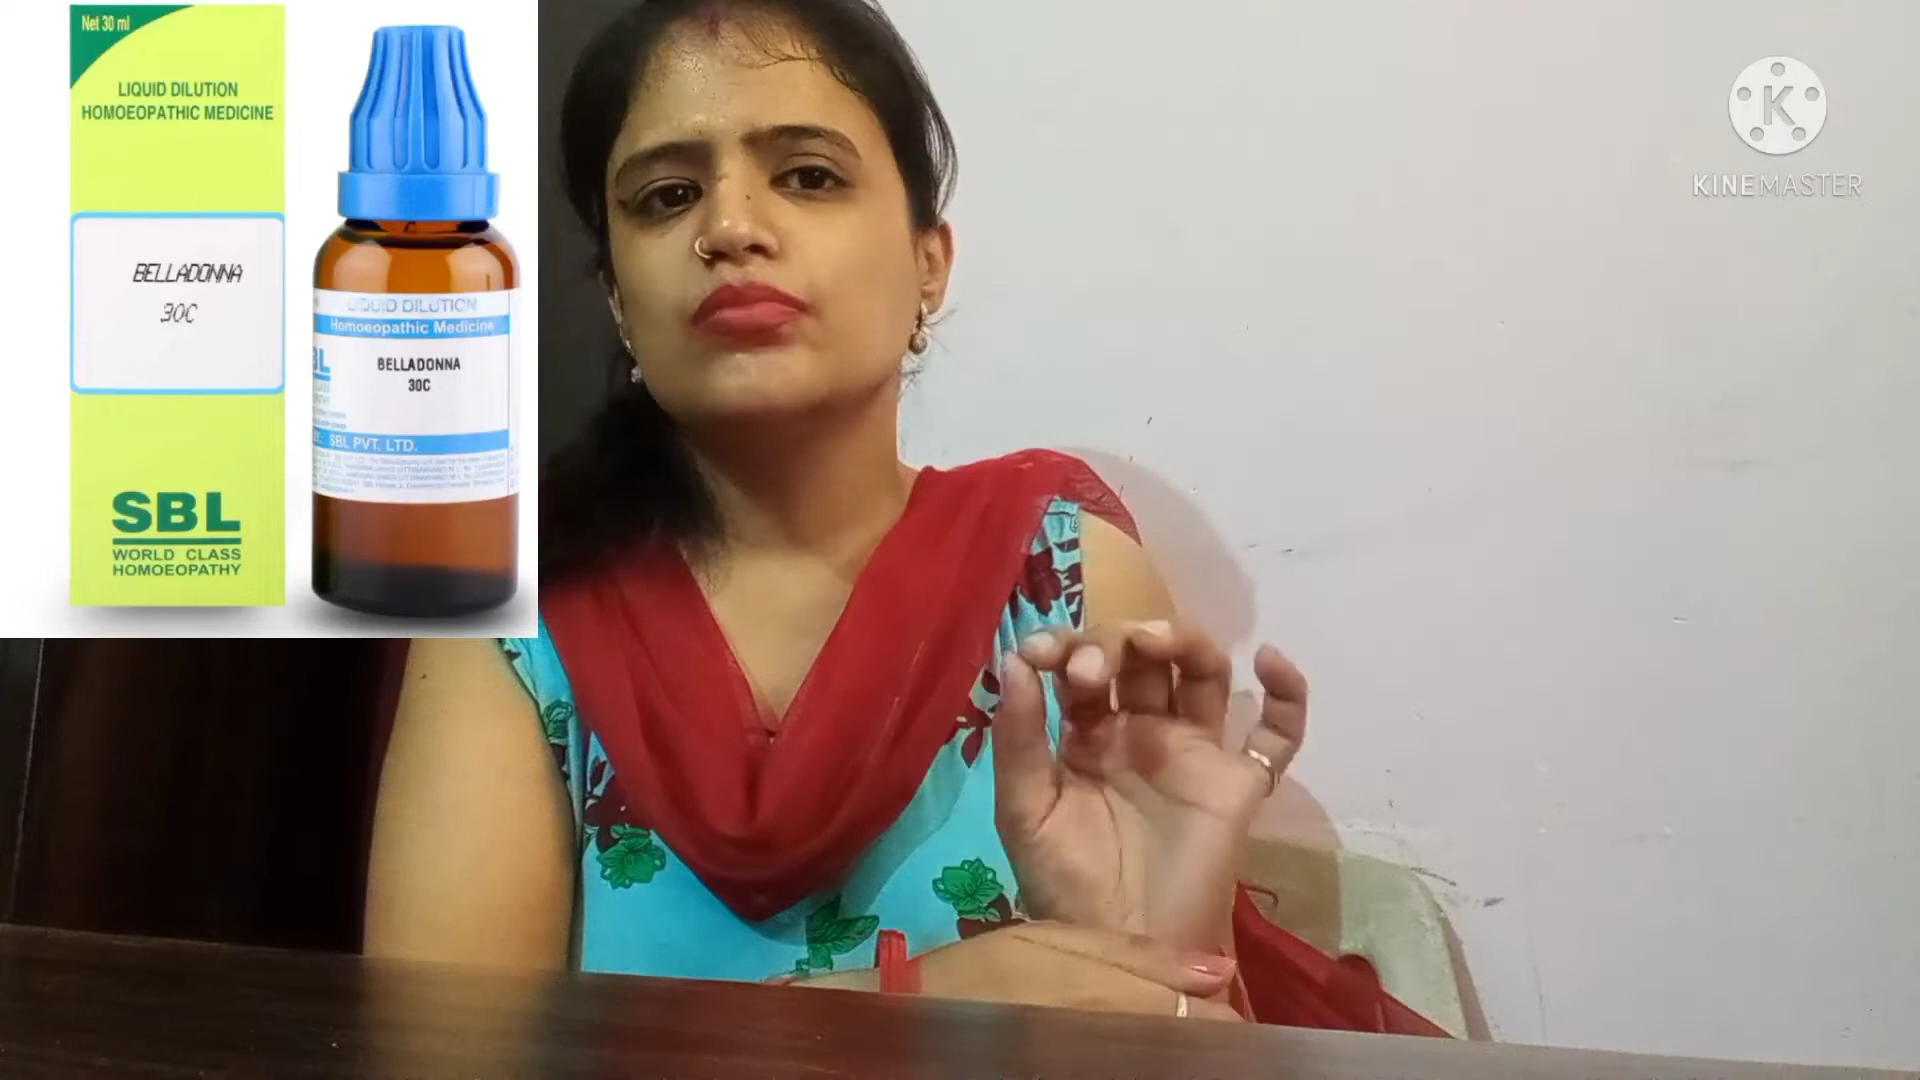 Net 30 ml
LIQUID DILUTION
HOMOEOPATHIC MEDICINE
BELLADONNA
30C
SBL
WORLD CLASS
HOMOEOPATHY
LIQUID DILUTION
Homoeopathic Medicine
BL
BELLADONNA
30C
SBL PVT. LTD.
K
KINEMASTER